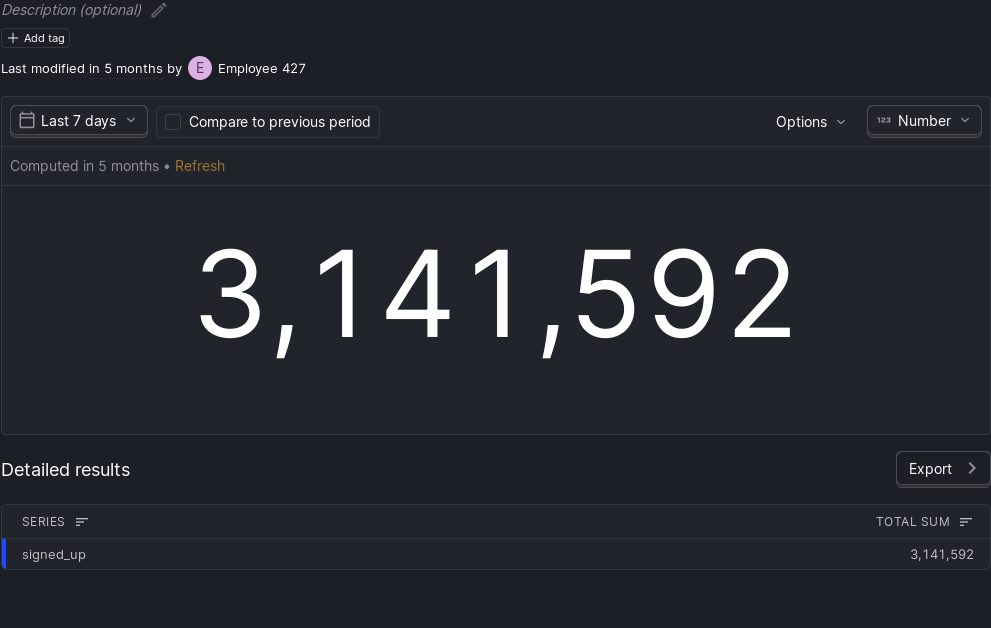 Description (optional)
Add tag
Last modified in 5 months by E Employee 427
Last 7 days Compare to previous period Options 123 Number
Computed in 5 months • Refresh
3,141,592
Detailed results Export
SERIES TOTAL SUM
signed_up 3,141,592